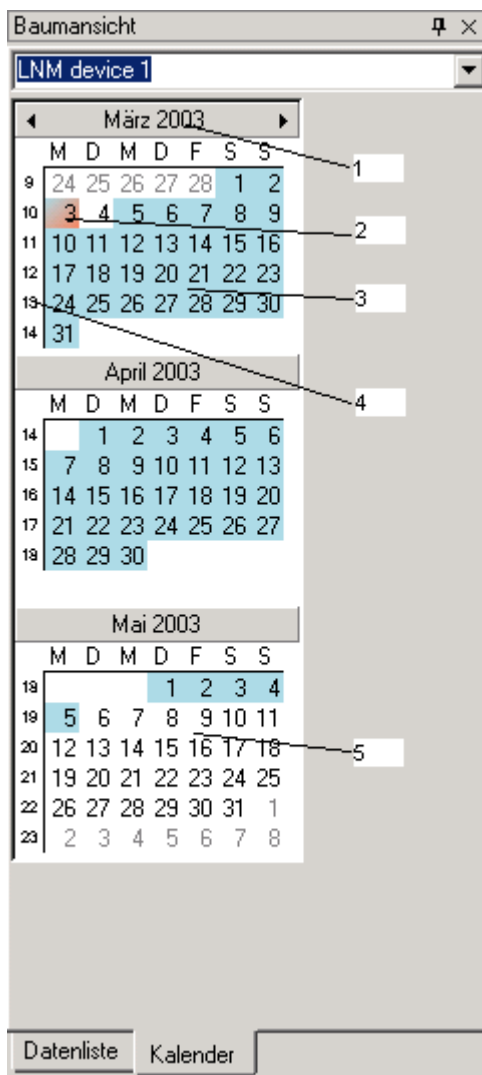 Baumansicht
LNM device 1
März 2003
M D M D F S S
9 24 25 26 27 28 1 2
10 3 4 5 6 7 8 9
11 10 11 12 13 14 15 16
12 17 18 19 20 21 22 23
13 24 25 26 27 28 29 30
14 31
1
2
3
4
April 2003
M D M D F S S
14 1 2 3 4 5 6
15 7 8 9 10 11 12 13
16 14 15 16 17 18 19 20
17 21 22 23 24 25 26 27
18 28 29 30
Mai 2003
M D M D F S S
18 1 2 3 4
19 5 6 7 8 9 10 11
20 12 13 14 15 16 17 18
21 19 20 21 22 23 24 25
22 26 27 28 29 30 31 1
23 2 3 4 5 6 7 8
5
Datenliste Kalender